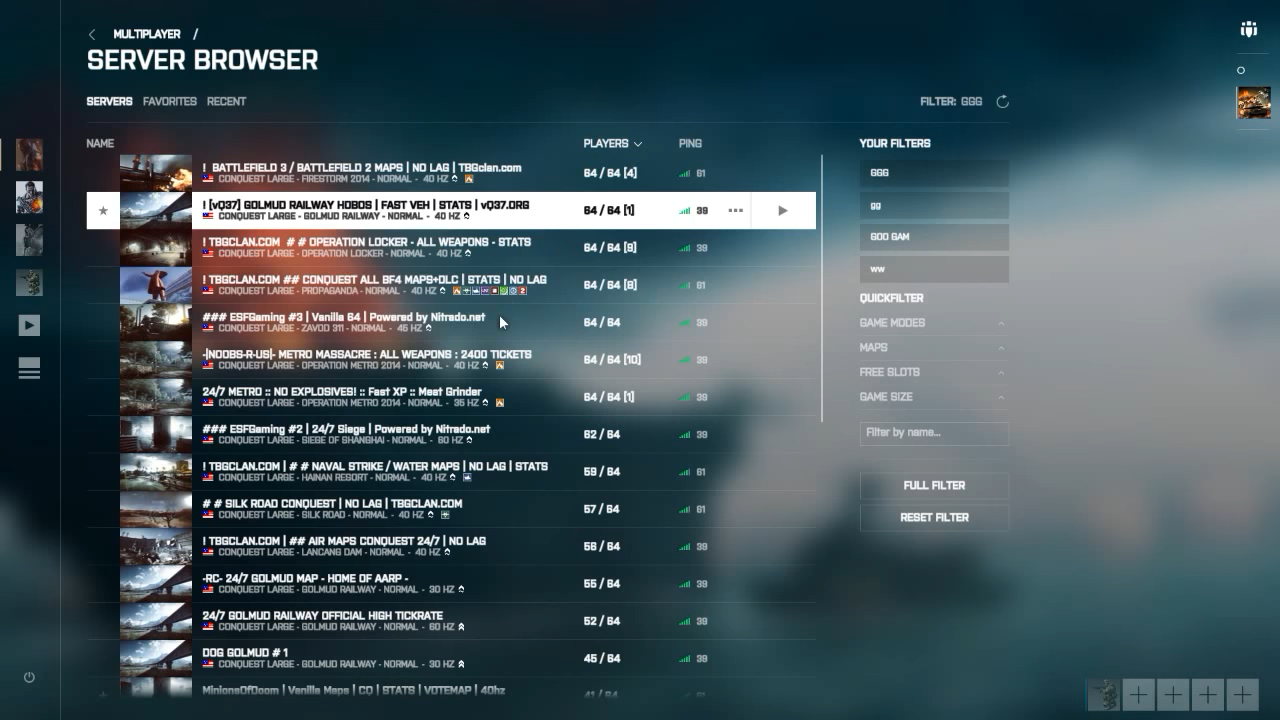 MULTIPLAYER /
SERVER BROWSER
SERVERS FAVORITES RECENT
FILTER: GGG
NAME PLAYERS PING
! BATTLEFIELD 3 / BATTLEFIELD 2 MAPS | NO LAG | TBGclan.com
CONQUEST LARGE - FIRESTORM 2014 - NORMAL - 40 HZ
64 / 64 [4] 61
! [vQ37] GOLMUD RAILWAY HOBOS | FAST VEH | STATS | vQ37.ORG
CONQUEST LARGE - GOLMUD RAILWAY - NORMAL - 40 HZ
64 / 64 [1] 39
! TBGCLAN.COM # # OPERATION LOCKER - ALL WEAPONS - STATS
CONQUEST LARGE - OPERATION LOCKER - NORMAL - 40 HZ
64 / 64 [9] 39
! TBGCLAN.COM ## CONQUEST ALL BF4 MAPS+DLC | STATS | NO LAG
CONQUEST LARGE - PROPAGANDA - NORMAL - 40 HZ
64 / 64 [8] 61
### ESFGaming #3 | Vanilla 64 | Powered by Nitrado.net
CONQUEST LARGE - ZAVOD 311 - NORMAL - 45 HZ
64 / 64 39
-|NOOBS-R-US|- METRO MASSACRE : ALL WEAPONS : 2400 TICKETS
CONQUEST LARGE - OPERATION METRO 2014 - NORMAL - 40 HZ
64 / 64 [10] 39
24/7 METRO :: NO EXPLOSIVES! :: Fast XP :: Meat Grinder
CONQUEST LARGE - OPERATION METRO 2014 - NORMAL - 35 HZ
64 / 64 [1] 39
### ESFGaming #2 | 24/7 Siege | Powered by Nitrado.net
CONQUEST LARGE - SIEGE OF SHANGHAI - NORMAL - 60 HZ
62 / 64 39
! TBGCLAN.COM | # # NAVAL STRIKE / WATER MAPS | NO LAG | STATS
CONQUEST LARGE - HAINAN RESORT - NORMAL - 40 HZ
59 / 64 61
# # SILK ROAD CONQUEST | NO LAG | TBGCLAN.COM
CONQUEST LARGE - SILK ROAD - NORMAL - 40 HZ
57 / 64 61
! TBGCLAN.COM | ## AIR MAPS CONQUEST 24/7 | NO LAG
CONQUEST LARGE - LANCANG DAM - NORMAL - 40 HZ
56 / 64 39
-RC- 24/7 GOLMUD MAP - HOME OF AARP -
CONQUEST LARGE - GOLMUD RAILWAY - NORMAL - 30 HZ
55 / 64 39
24/7 GOLMUD RAILWAY OFFICIAL HIGH TICKRATE
CONQUEST LARGE - GOLMUD RAILWAY - NORMAL - 60 HZ
52 / 64 39
DOG GOLMUD # 1
CONQUEST LARGE - GOLMUD RAILWAY - NORMAL - 30 HZ
45 / 64 39
MinionsOfDoom | Vanilla Maps | CQ | STATS | VOTEMAP | 40hz
41 / 64 61
YOUR FILTERS
GGG
gg
GOO GAM
ww
QUICKFILTER
GAME MODES
MAPS
FREE SLOTS
GAME SIZE
Filter by name...
FULL FILTER
RESET FILTER